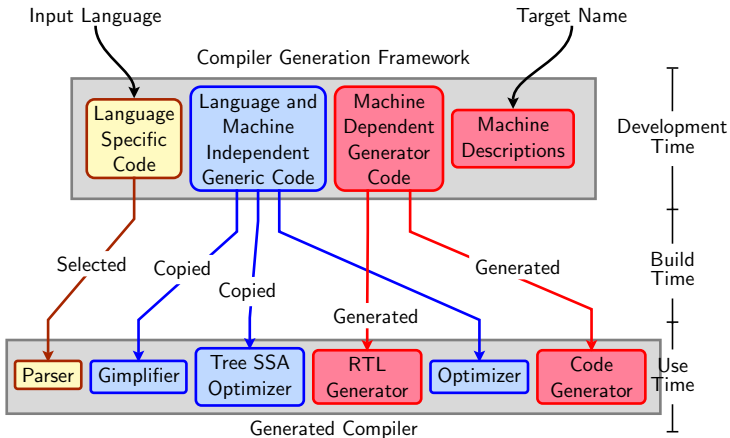 Input Language
Target Name
Compiler Generation Framework
Language
Specific
Code
Language and
Machine
Independent
Generic Code
Machine
Dependent
Generator
Code
Machine
Descriptions
Development
Time
Selected
Copied
Copied
Generated
Generated
Build
Time
Parser
Gimplifier
Tree SSA
Optimizer
RTL
Generator
Optimizer
Code
Generator
Use
Time
Generated Compiler